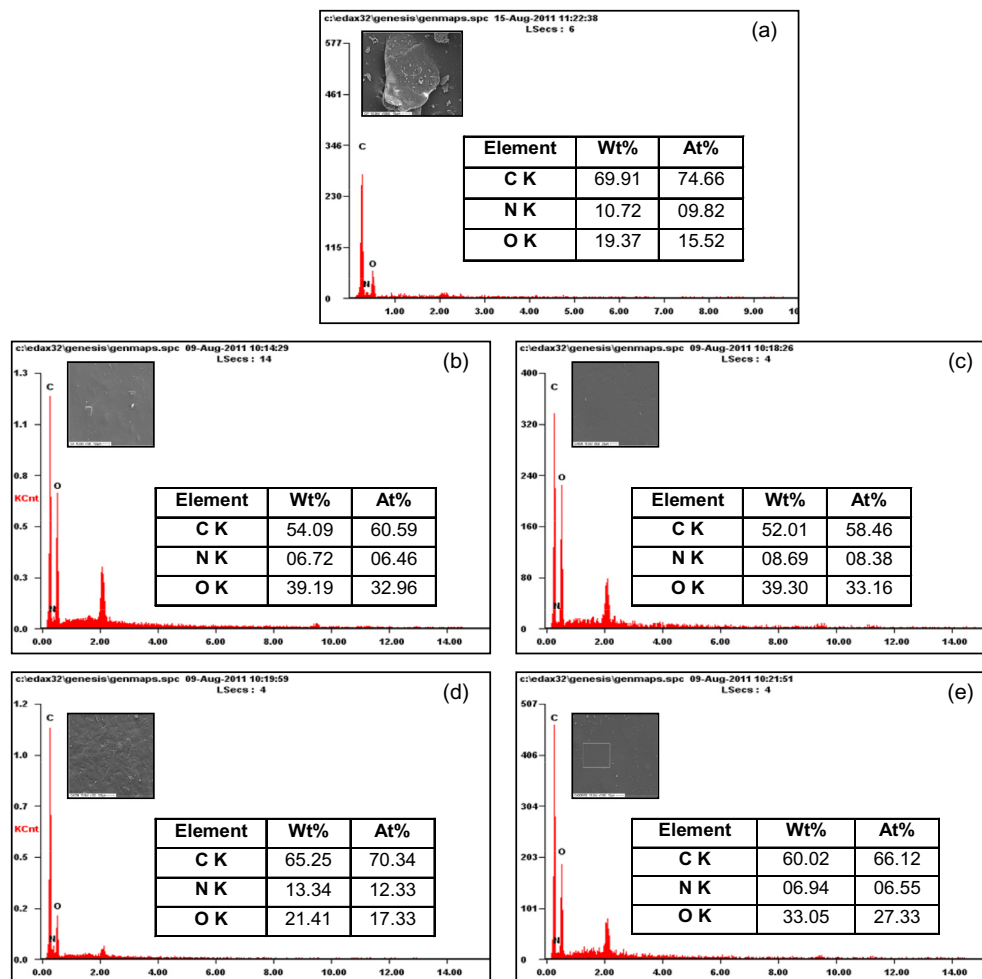 c:\edax32\genesis\genmaps.spc 15-Aug-2011 11:22:38
LSecs : 6
(a)
577
461
346
230
115
0
C
N
O
Element Wt% At%
C K 69.91 74.66
N K 10.72 09.82
O K 19.37 15.52
1.00 2.00 3.00 4.00 5.00 6.00 7.00 8.00 9.00 10
c:\edax32\genesis\genmaps.spc 09-Aug-2011 10:14:29
LSecs : 14
(b)
1.3
1.1
0.8
KCnt
0.5
0.3
0.0
C
O
N
Element Wt% At%
C K 54.09 60.59
N K 06.72 06.46
O K 39.19 32.96
0.00 2.00 4.00 6.00 8.00 10.00 12.00 14.00
c:\edax32\genesis\genmaps.spc 09-Aug-2011 10:18:26
LSecs : 4
(c)
400
320
240
160
80
0
C
O
N
Element Wt% At%
C K 52.01 58.46
N K 08.69 08.38
O K 39.30 33.16
0.00 2.00 4.00 6.00 8.00 10.00 12.00 14.00
c:\edax32\genesis\genmaps.spc 09-Aug-2011 10:19:59
LSecs : 4
(d)
1.2
1.0
0.7
KCnt
0.5
0.2
0.0
C
O
N
Element Wt% At%
C K 65.25 70.34
N K 13.34 12.33
O K 21.41 17.33
0.00 2.00 4.00 6.00 8.00 10.00 12.00 14.00
c:\edax32\genesis\genmaps.spc 09-Aug-2011 10:21:51
LSecs : 4
(e)
507
406
304
203
101
0
C
O
N
Element Wt% At%
C K 60.02 66.12
N K 06.94 06.55
O K 33.05 27.33
0.00 2.00 4.00 6.00 8.00 10.00 12.00 14.00